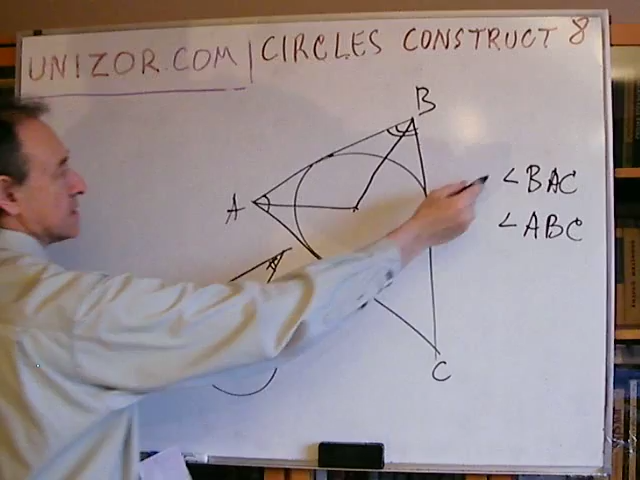 UNIZOR.COM | CIRCLES CONSTRUCT 8
B
A
C
∠BAC
∠ABC